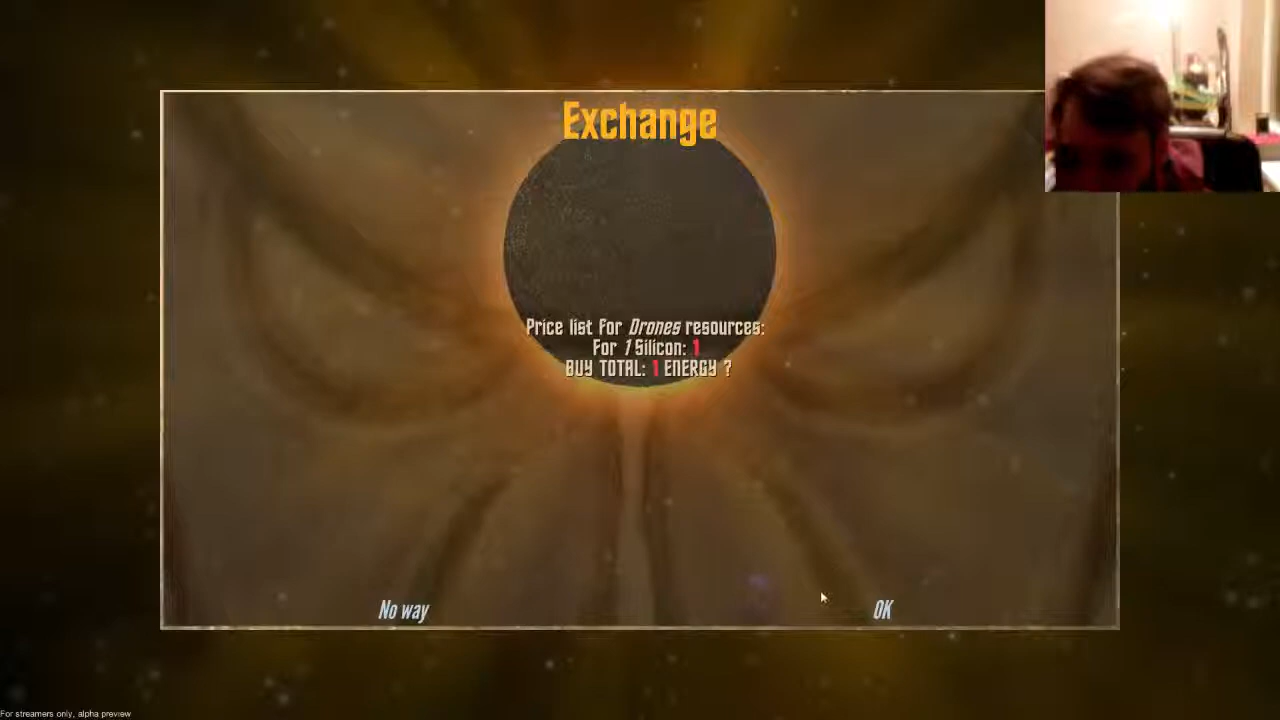 Exchange
Price list for Drones resources:
For 1 Silicon: 1
BUY TOTAL: 1 ENERGY ?
No way
OK
For streamers only, alpha preview